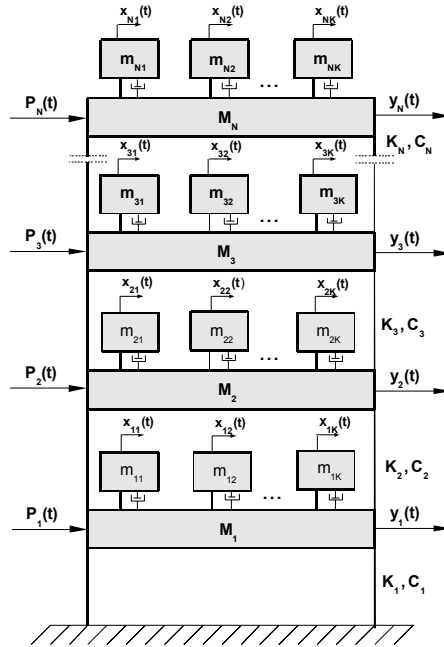 x_N1(t) x_N2(t) x_NK(t)
m_N1 m_N2 m_NK
...
P_N(t) y_N(t)
M_N
K_N, C_N
x_31(t) x_32(t) x_3K(t)
m_31 m_32 m_3K
...
P_3(t) y_3(t)
M_3
x_21(t) x_22(t) x_2K(t)
m_21 m_22 m_2K
K_3, C_3
...
P_2(t) y_2(t)
M_2
x_11(t) x_12(t) x_1K(t)
m_11 m_12 m_1K
K_2, C_2
...
P_1(t) y_1(t)
M_1
K_1, C_1